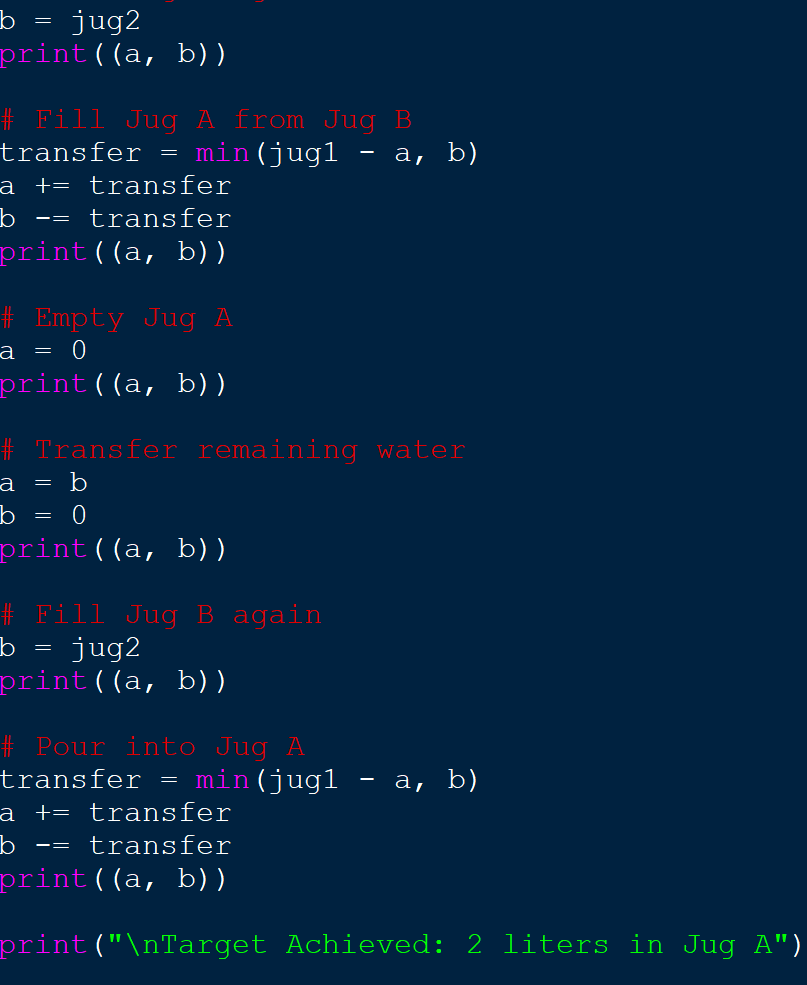 b = jug2
print((a, b))

# Fill Jug A from Jug B
transfer = min(jug1 - a, b)
a += transfer
b -= transfer
print((a, b))

# Empty Jug A
a = 0
print((a, b))

# Transfer remaining water
a = b
b = 0
print((a, b))

# Fill Jug B again
b = jug2
print((a, b))

# Pour into Jug A
transfer = min(jug1 - a, b)
a += transfer
b -= transfer
print((a, b))

print("\nTarget Achieved: 2 liters in Jug A")